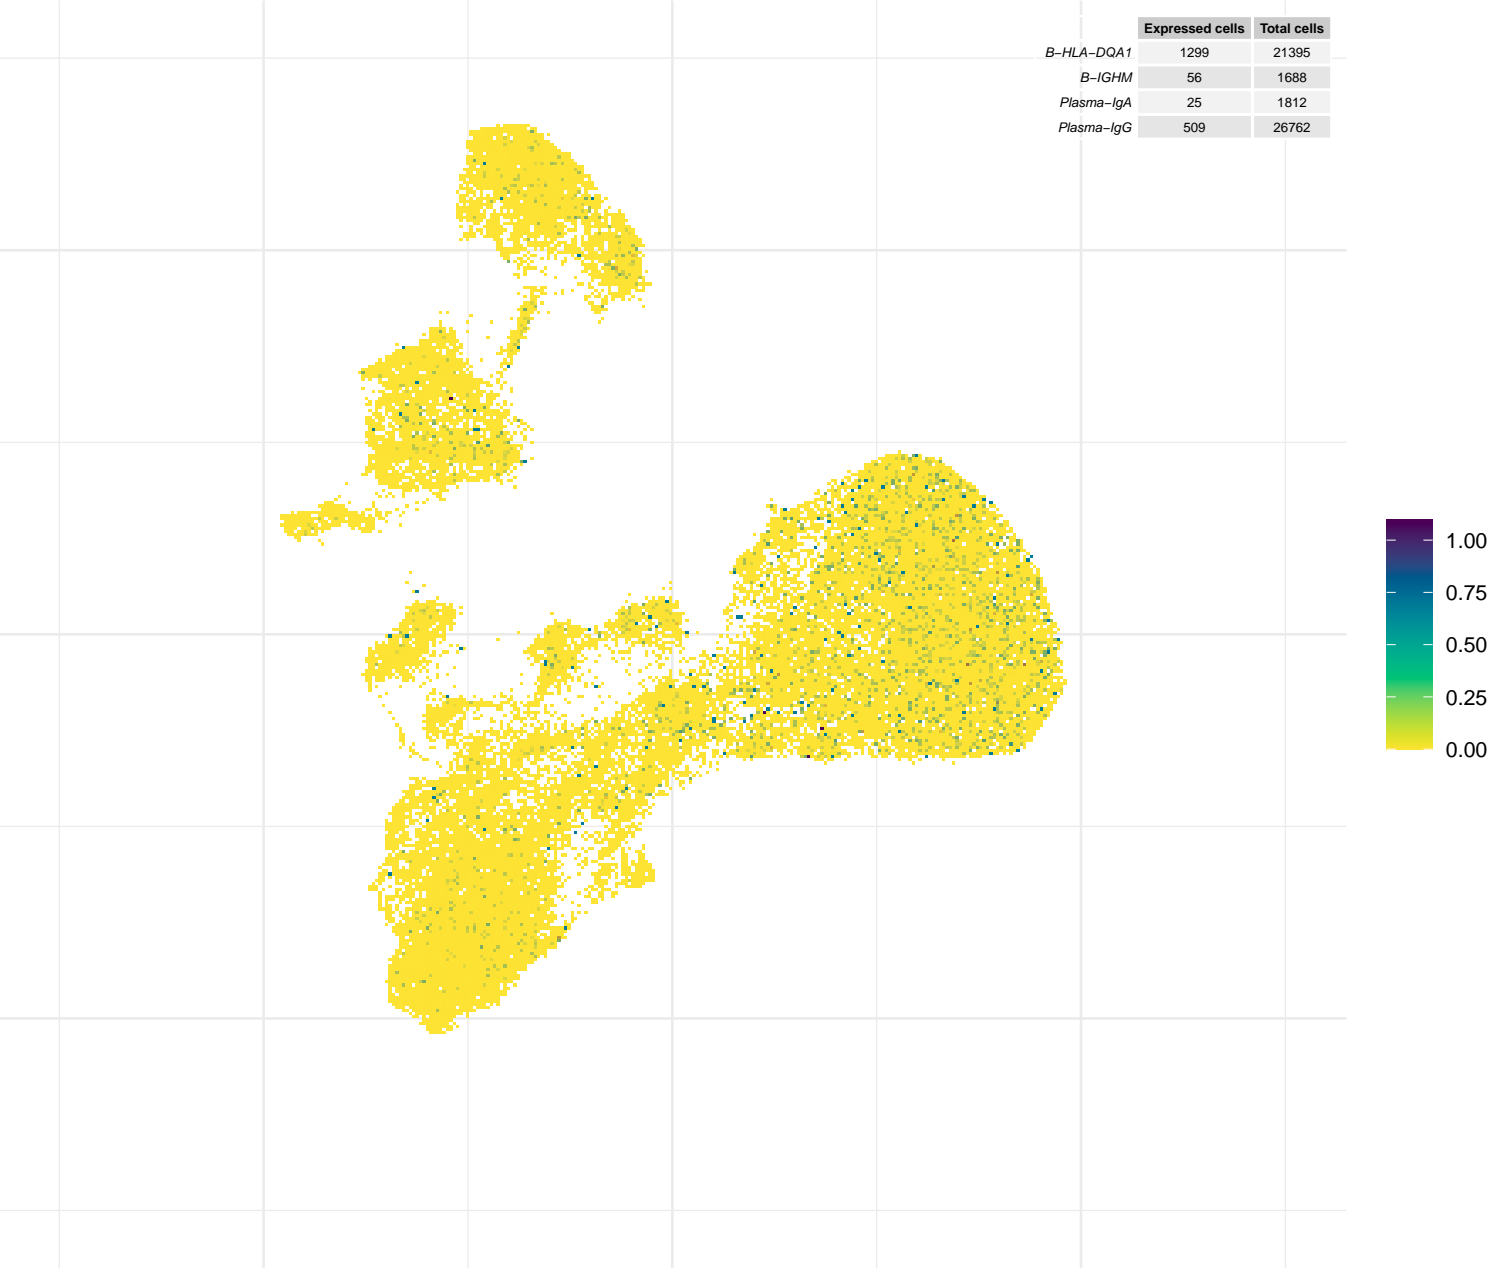 Expressed cells Total cells
B−HLA−DQA1 1299 21395
B−IGHM 56 1688
Plasma−IgA 25 1812
Plasma−IgG 509 26762
1.00
0.75
0.50
0.25
0.00